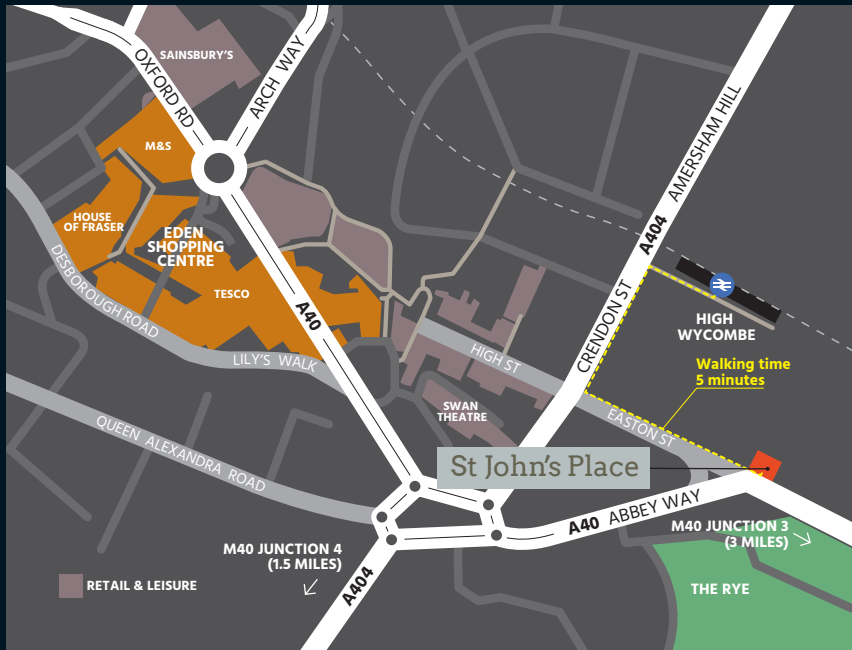 SAINSBURY'S
OXFORD RD
ARCH WAY
M&S
HOUSE
OF FRASER
EDEN
SHOPPING
CENTRE
TESCO
DESBOROUGH ROAD
LILY'S WALK
A40
QUEEN ALEXANDRA ROAD
HIGH ST
SWAN
THEATRE
A404 AMERSHAM HILL
CRENDON ST
HIGH
WYCOMBE
Walking time
5 minutes
EASTON ST
St John's Place
A40 ABBEY WAY
M40 JUNCTION 3
(3 MILES)
M40 JUNCTION 4
(1.5 MILES)
A404
RETAIL & LEISURE
THE RYE